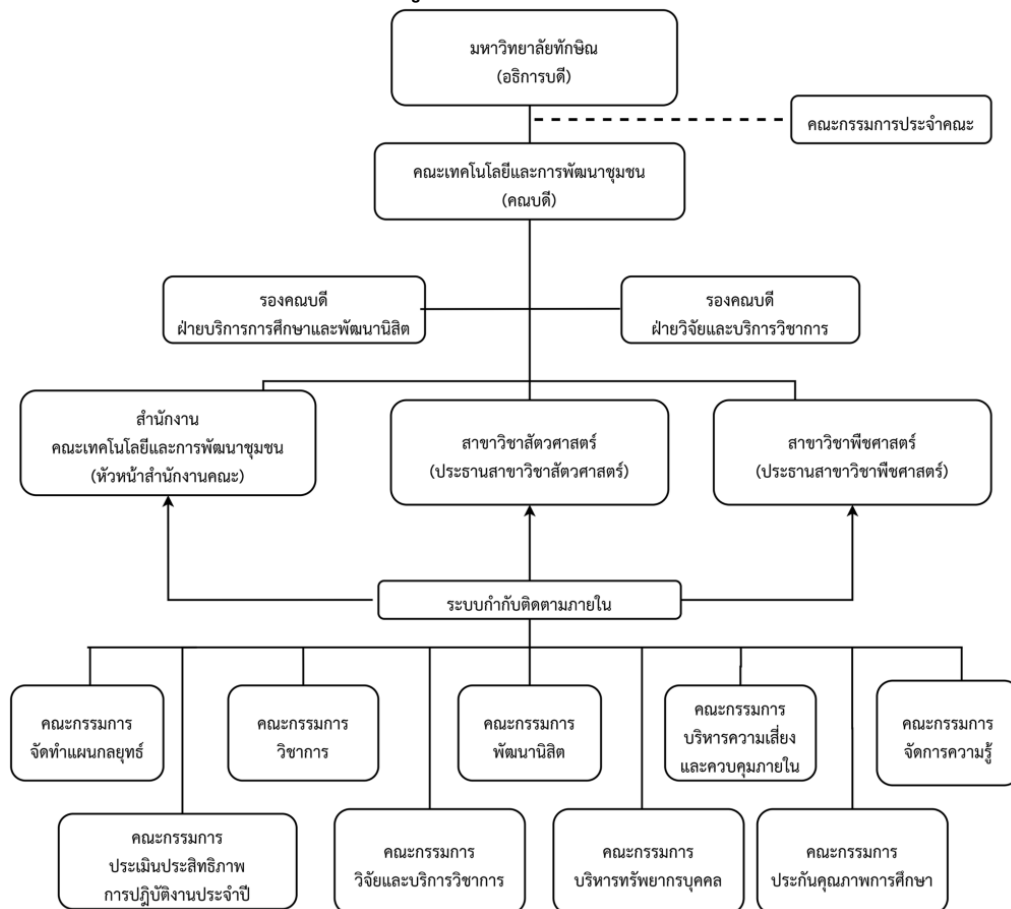 มหาวิทยาลัยทักษิณ
(อธิการบดี)
คณะกรรมการประจำคณะ
คณะเทคโนโลยีและการพัฒนาชุมชน
(คณบดี)
รองคณบดี
ฝ่ายบริการการศึกษาและพัฒนานิสิต
รองคณบดี
ฝ่ายวิจัยและบริการวิชาการ
สำนักงาน
คณะเทคโนโลยีและการพัฒนาชุมชน
(หัวหน้าสำนักงานคณะ)
สาขาวิชาสัตวศาสตร์
(ประธานสาขาวิชาสัตวศาสตร์)
สาขาวิชาพืชศาสตร์
(ประธานสาขาวิชาพืชศาสตร์)
ระบบกำกับติดตามภายใน
คณะกรรมการ
จัดทำแผนกลยุทธ์
คณะกรรมการ
วิชาการ
คณะกรรมการ
พัฒนานิสิต
คณะกรรมการ
บริหารความเสี่ยง
และควบคุมภายใน
คณะกรรมการ
จัดการความรู้
คณะกรรมการ
ประเมินประสิทธิภาพ
การปฏิบัติงานประจำปี
คณะกรรมการ
วิจัยและบริการวิชาการ
คณะกรรมการ
บริหารทรัพยากรบุคคล
คณะกรรมการ
ประกันคุณภาพการศึกษา